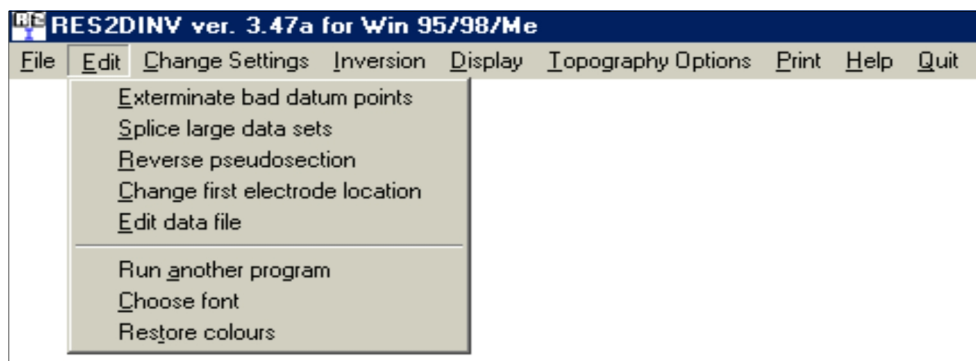 RES2DINV ver. 3.47a for Win 95/98/Me
File Edit Change Settings Inversion Display Topography Options Print Help Quit
Exterminate bad datum points
Splice large data sets
Reverse pseudosection
Change first electrode location
Edit data file
Run another program
Choose font
Restore colours